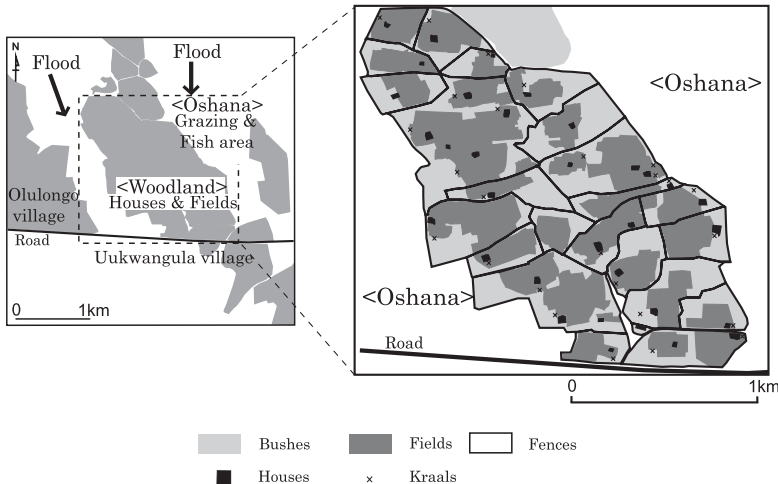 N
Flood
Flood
<Oshana>
Grazing &
Fish area
<Woodland>
Houses & Fields
Olulongo
village
Road
Uukwangula village
0 1km
<Oshana>
<Oshana>
Road
0 1km
Bushes Fields Fences
Houses Kraals